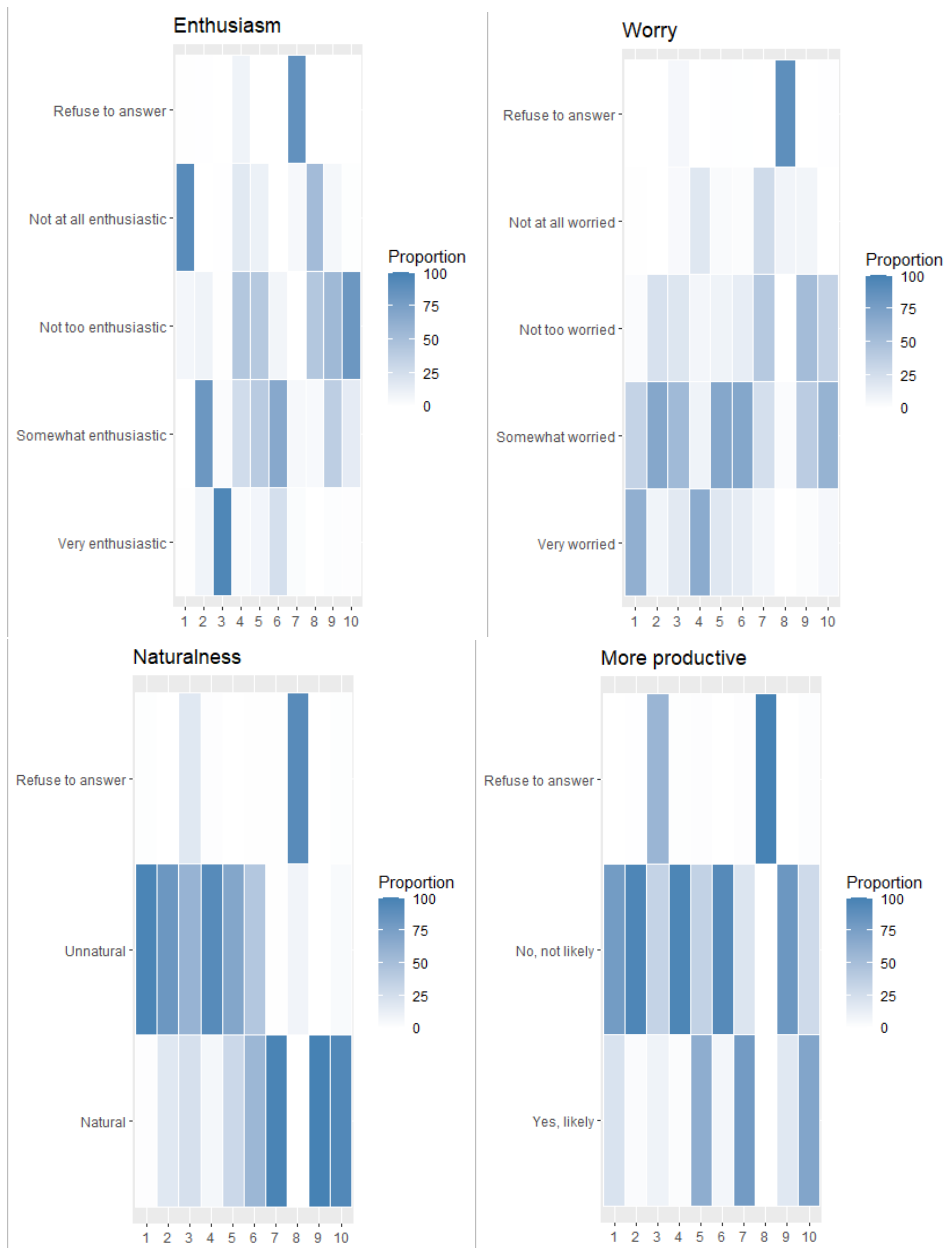 Enthusiasm
Refuse to answer
Not at all enthusiastic
Not too enthusiastic
Somewhat enthusiastic
Very enthusiastic
1 2 3 4 5 6 7 8 9 10
Proportion
100
75
50
25
0
Worry
Refuse to answer
Not at all worried
Not too worried
Somewhat worried
Very worried
1 2 3 4 5 6 7 8 9 10
Proportion
100
75
50
25
0
Naturalness
Refuse to answer
Unnatural
Natural
1 2 3 4 5 6 7 8 9 10
Proportion
100
75
50
25
0
More productive
Refuse to answer
No, not likely
Yes, likely
1 2 3 4 5 6 7 8 9 10
Proportion
100
75
50
25
0